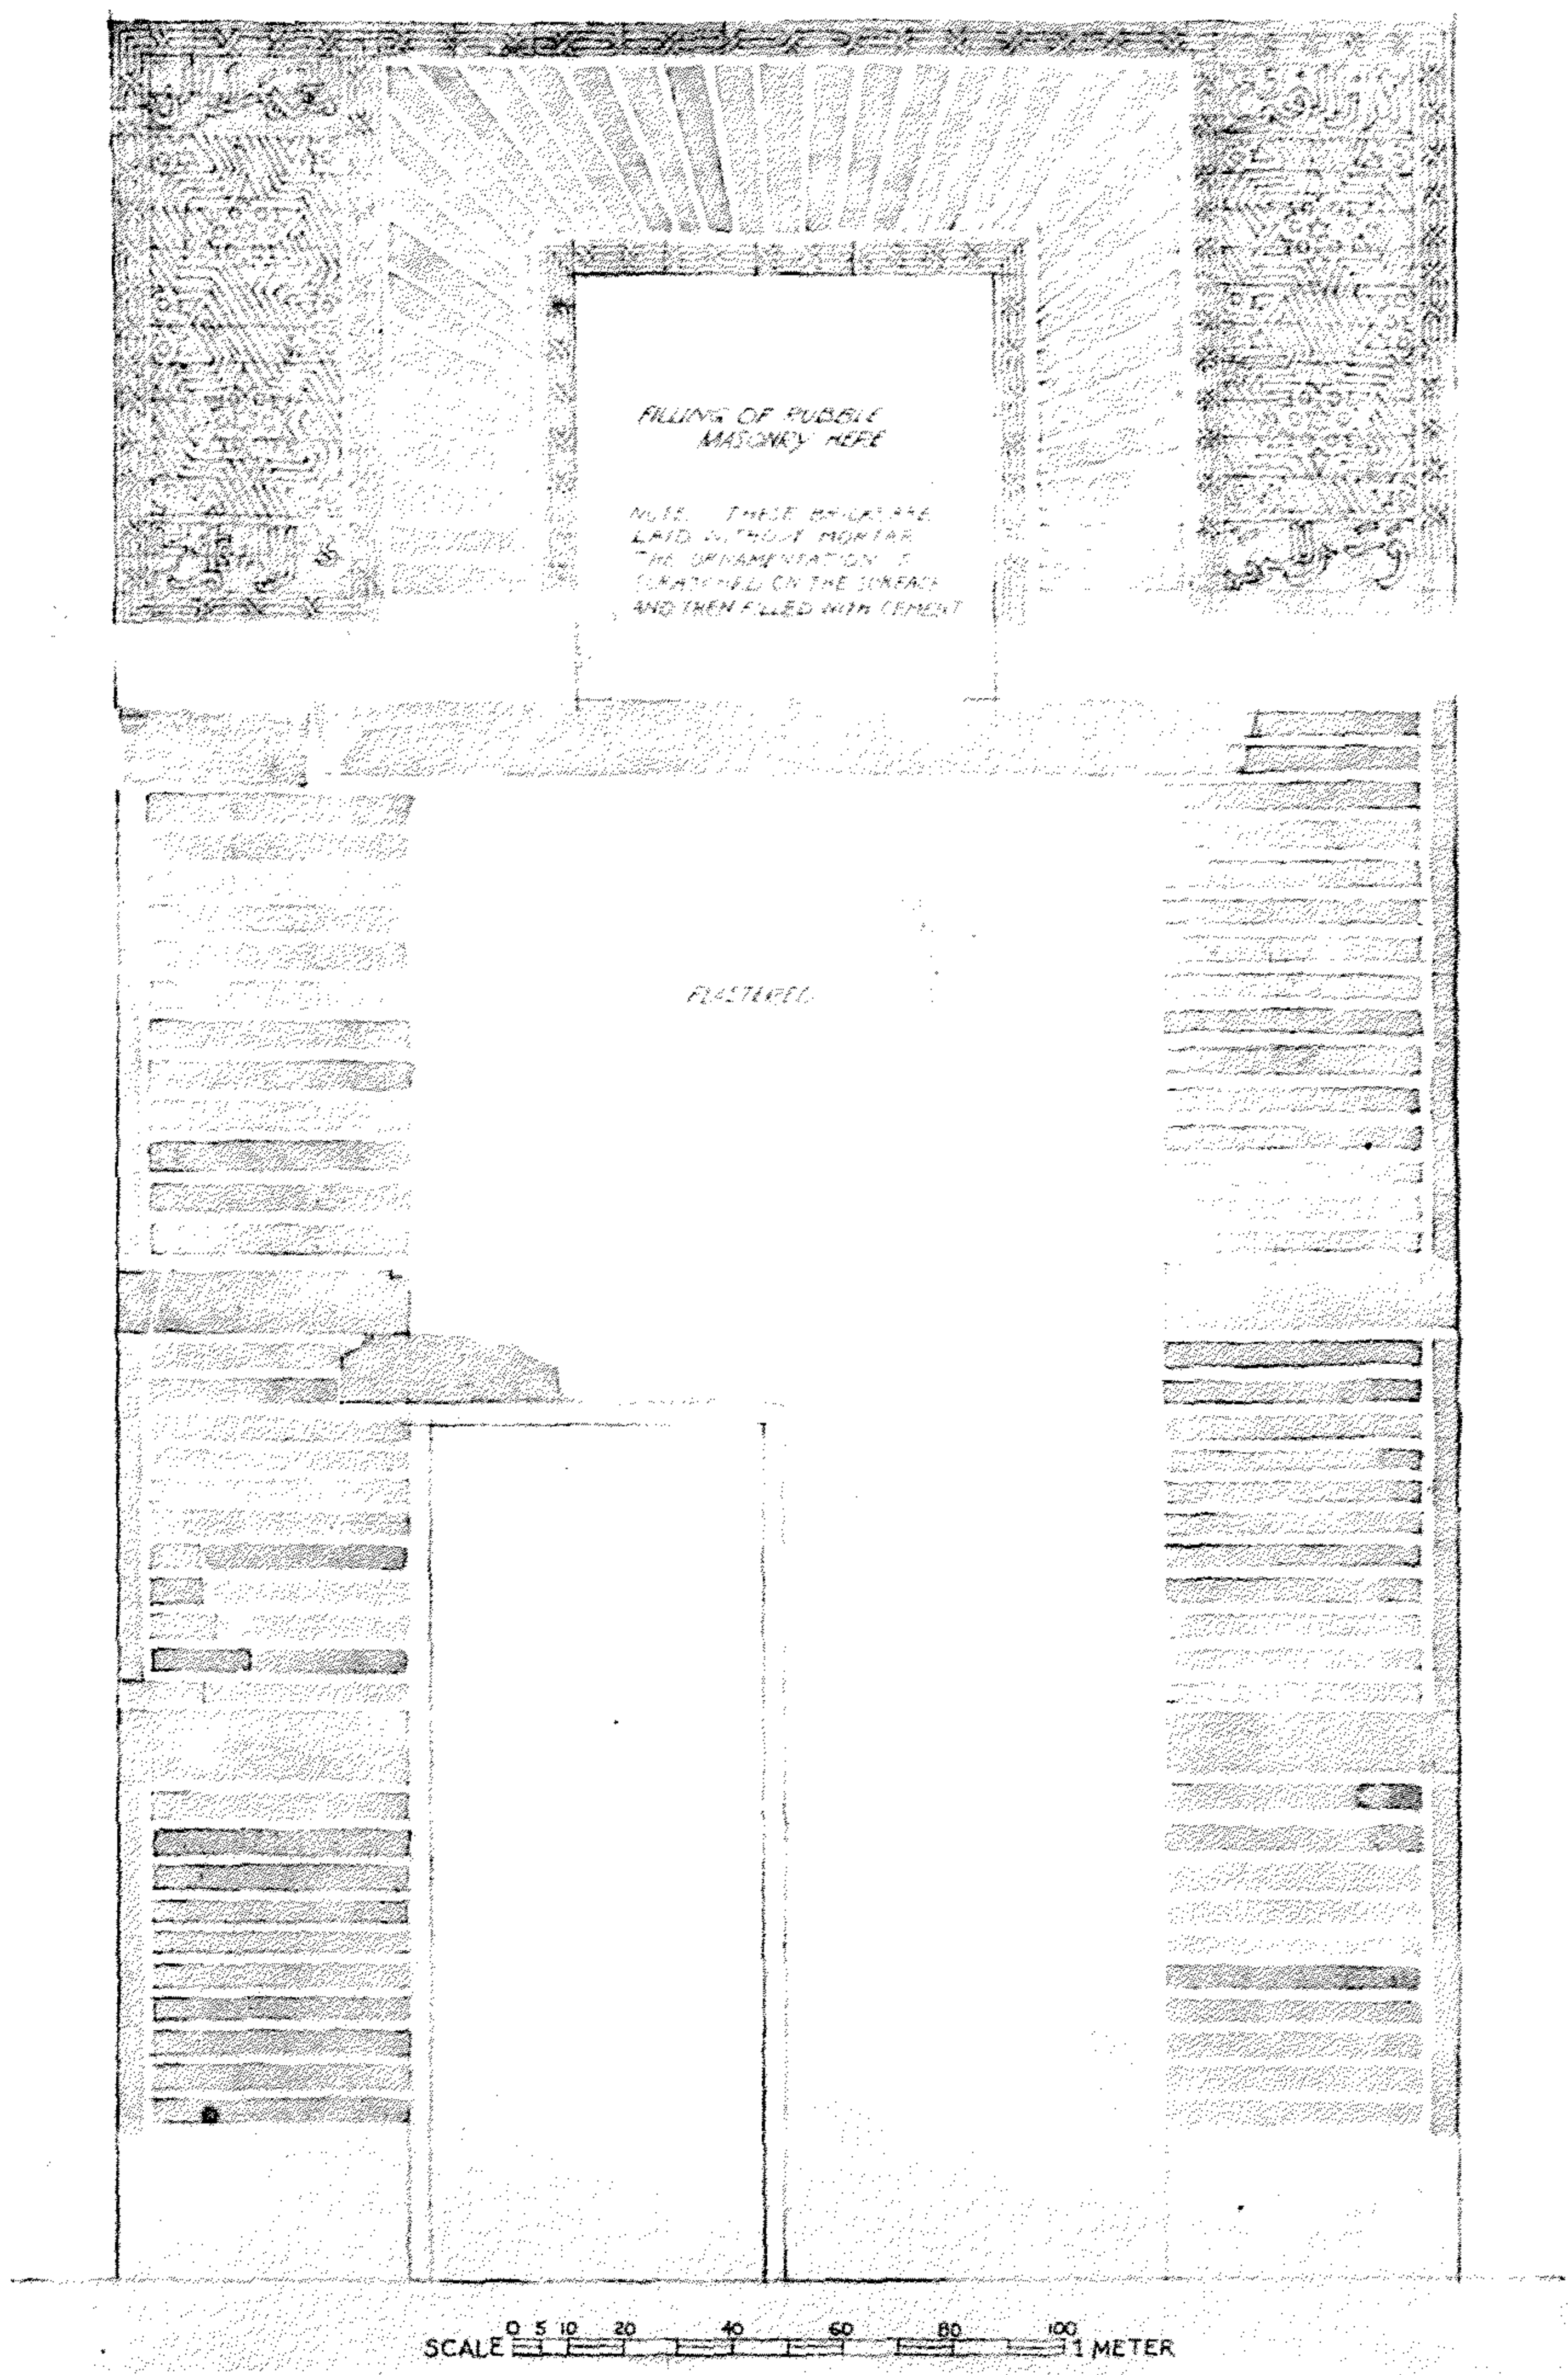 FILLING OF RUBBLE
MASONRY HERE
NOTE. THESE BRICKS ARE
LAID WITHOUT MORTAR
THE ORNAMENTATION IS
SCRATCHED ON THE SURFACE
AND THEN FILLED WITH CEMENT
PLASTERED
0 5 10 20 40 60 80 100
SCALE 1 METER